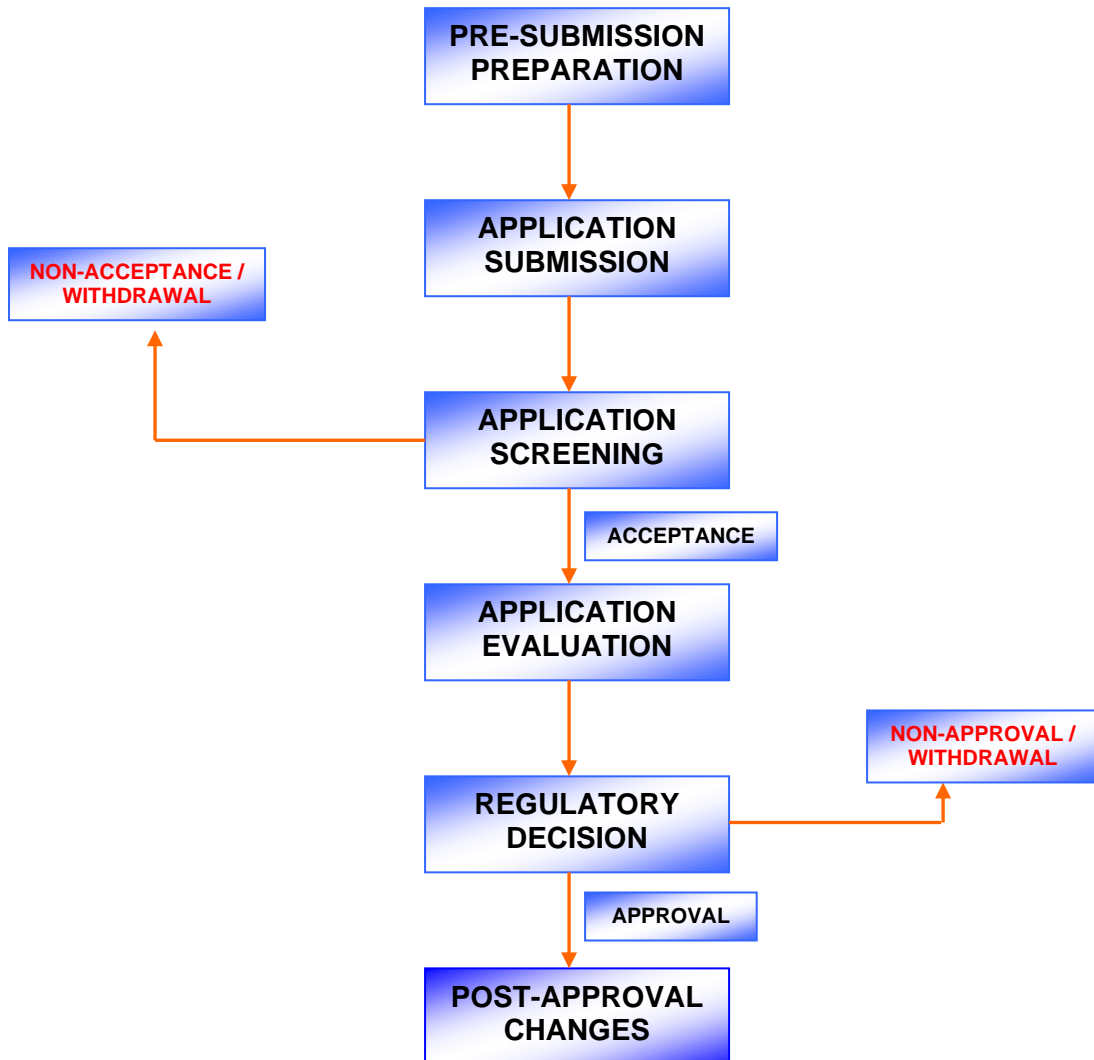 PRE-SUBMISSION
PREPARATION
APPLICATION
SUBMISSION
NON-ACCEPTANCE /
WITHDRAWAL
APPLICATION
SCREENING
ACCEPTANCE
APPLICATION
EVALUATION
NON-APPROVAL /
WITHDRAWAL
REGULATORY
DECISION
APPROVAL
POST-APPROVAL
CHANGES